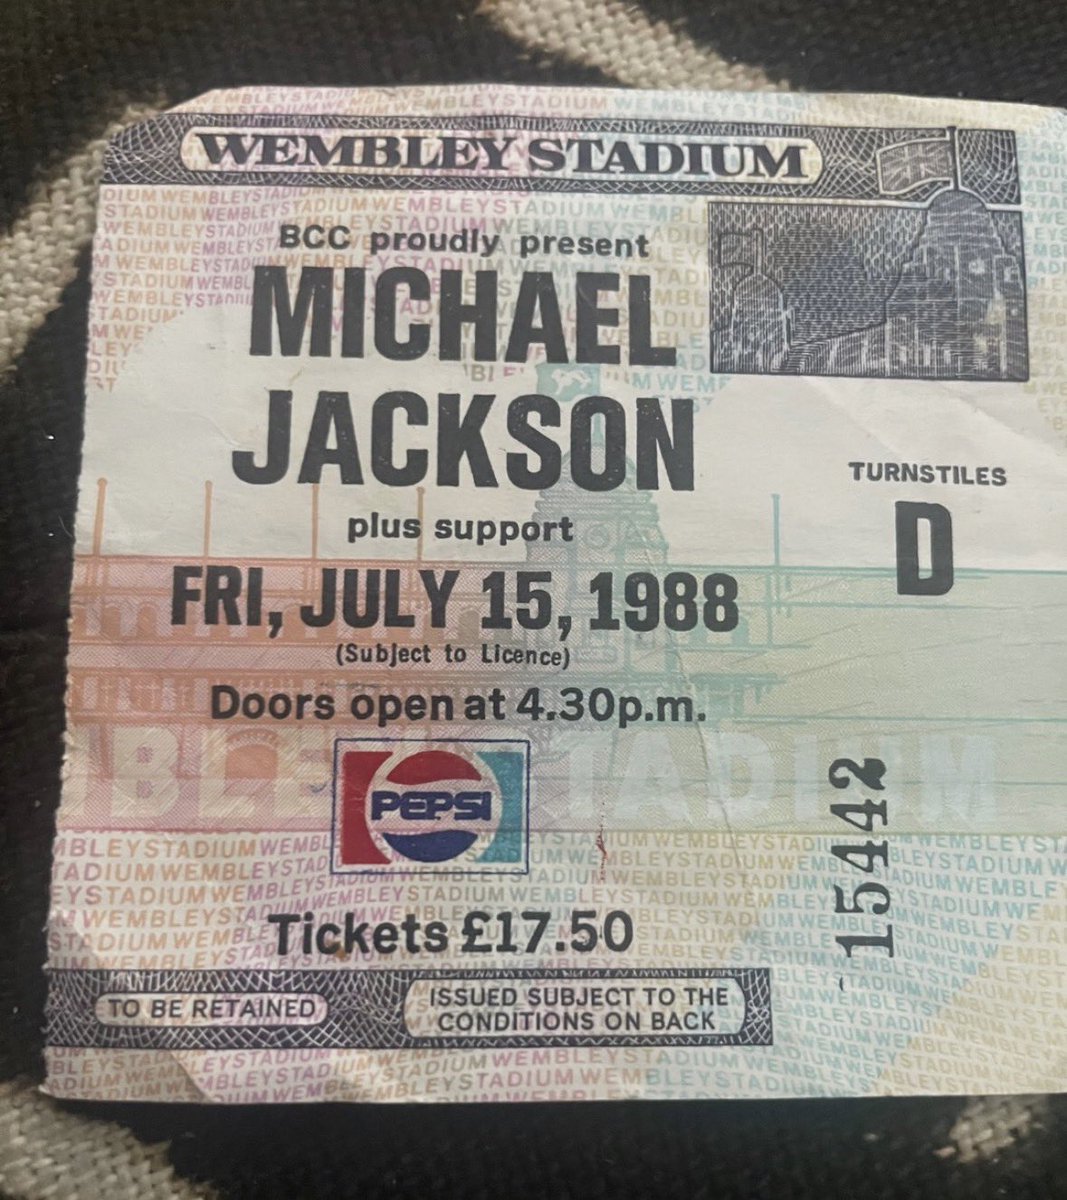 WEMBLEY STADIUM
BCC proudly present
MICHAEL
JACKSON
plus support
TURNSTILES
D
FRI, JULY 15, 1988
(Subject to Licence)
Doors open at 4.30p.m.
PEPSI
15442
Tickets £17.50
TO BE RETAINED
ISSUED SUBJECT TO THE
CONDITIONS ON BACK